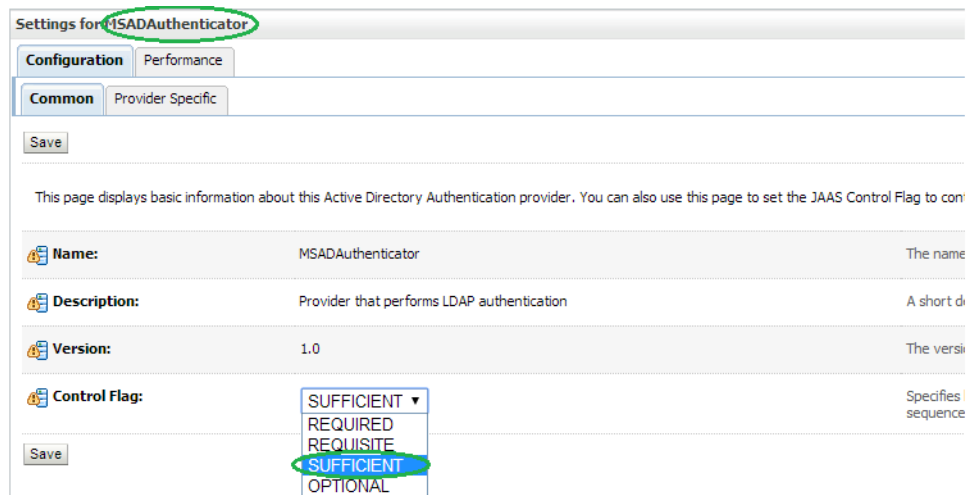 Settings for MSADAuthenticator
Configuration Performance
Common Provider Specific
Save
This page displays basic information about this Active Directory Authentication provider. You can also use this page to set the JAAS Control Flag to con
Name: MSADAuthenticator The name
Description: Provider that performs LDAP authentication A short d
Version: 1.0 The versi
Control Flag: SUFFICIENT Specifies
sequence
REQUIRED
REQUISITE
Save
SUFFICIENT
OPTIONAL